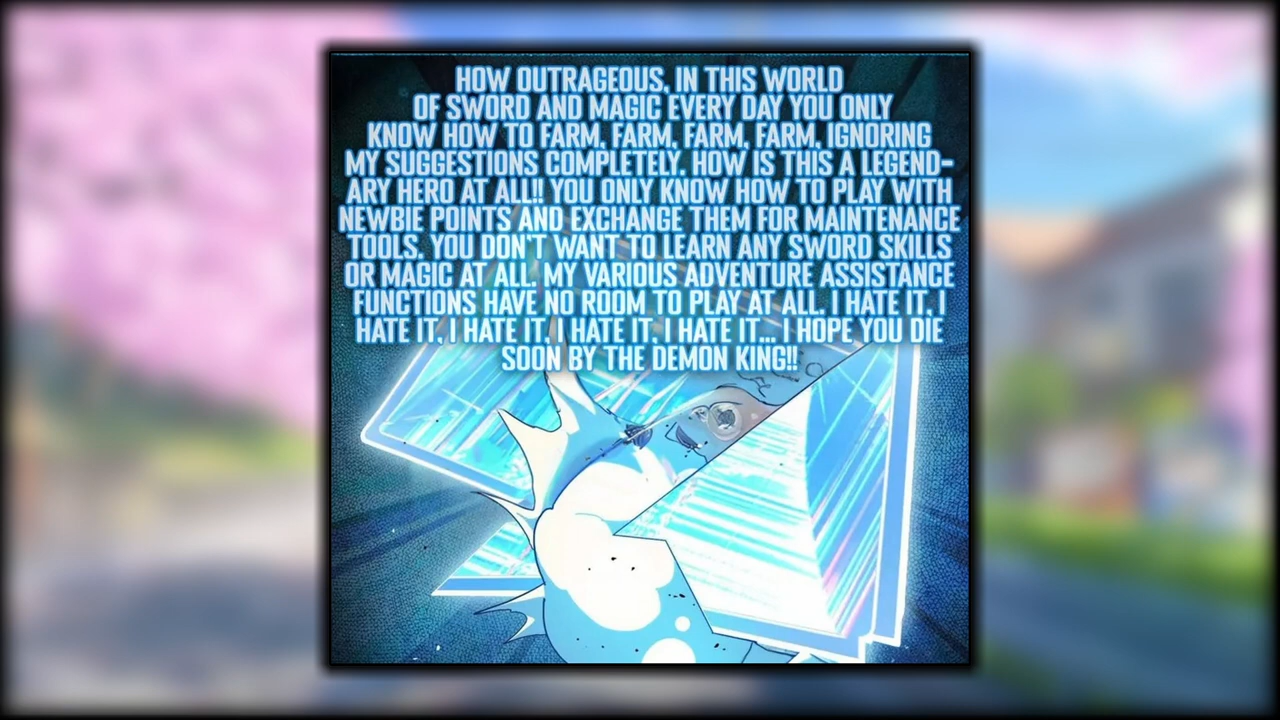 HOW OUTRAGEOUS, IN THIS WORLD
OF SWORD AND MAGIC EVERY DAY YOU ONLY
KNOW HOW TO FARM, FARM, FARM, FARM, IGNORING
MY SUGGESTIONS COMPLETELY. HOW IS THIS A LEGEND-
ARY HERO AT ALL!! YOU ONLY KNOW HOW TO PLAY WITH
NEWBIE POINTS AND EXCHANGE THEM FOR MAINTENANCE
TOOLS. YOU DON'T WANT TO LEARN ANY SWORD SKILLS
OR MAGIC AT ALL. MY VARIOUS ADVENTURE ASSISTANCE
FUNCTIONS HAVE NO ROOM TO PLAY AT ALL. I HATE IT, I
HATE IT, I HATE IT, I HATE IT, I HATE IT... I HOPE YOU DIE
SOON BY THE DEMON KING!!